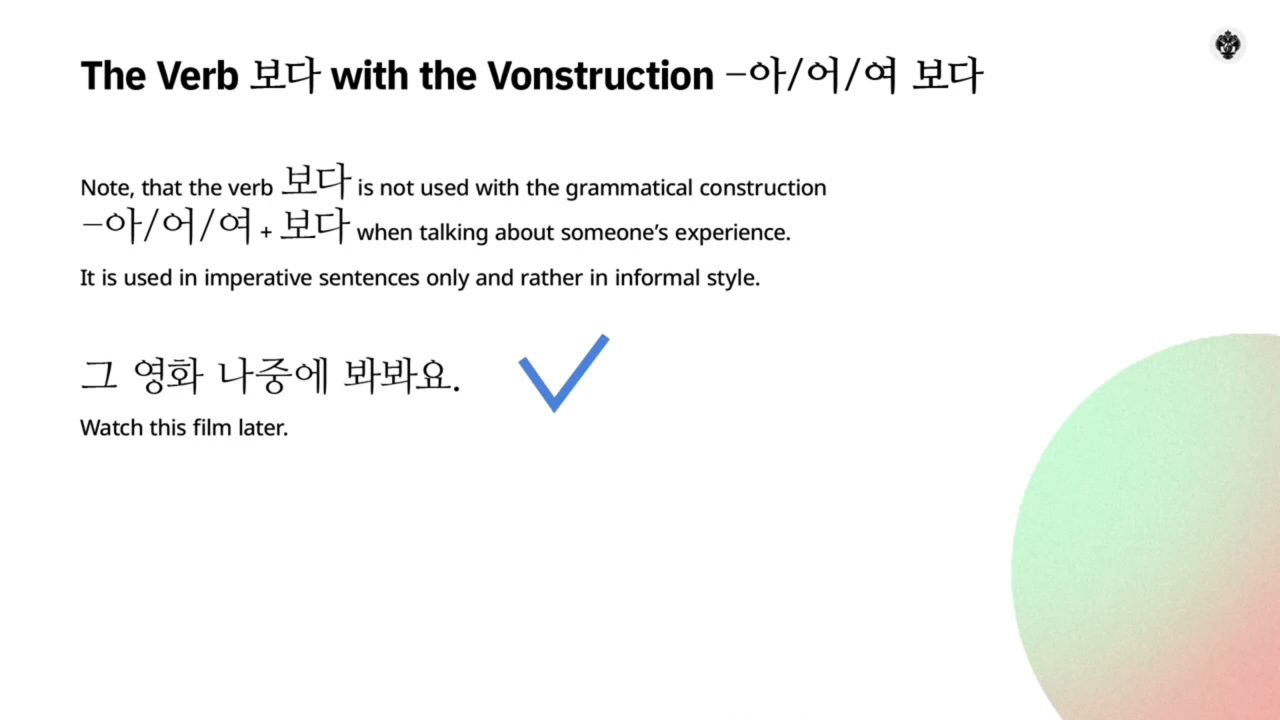 The Verb 보다 with the Vonstruction –아/어/여 보다
Note, that the verb 보다 is not used with the grammatical construction
–아/어/여 + 보다 when talking about someone’s experience.
It is used in imperative sentences only and rather in informal style.
그 영화 나중에 봐봐요.
Watch this film later.